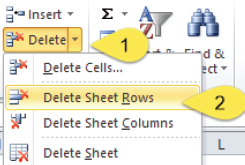 Insert
Σ
Delete
1
Find &
Delete Cells...
Delete Sheet Rows
2
Delete Sheet Columns
L
Delete Sheet